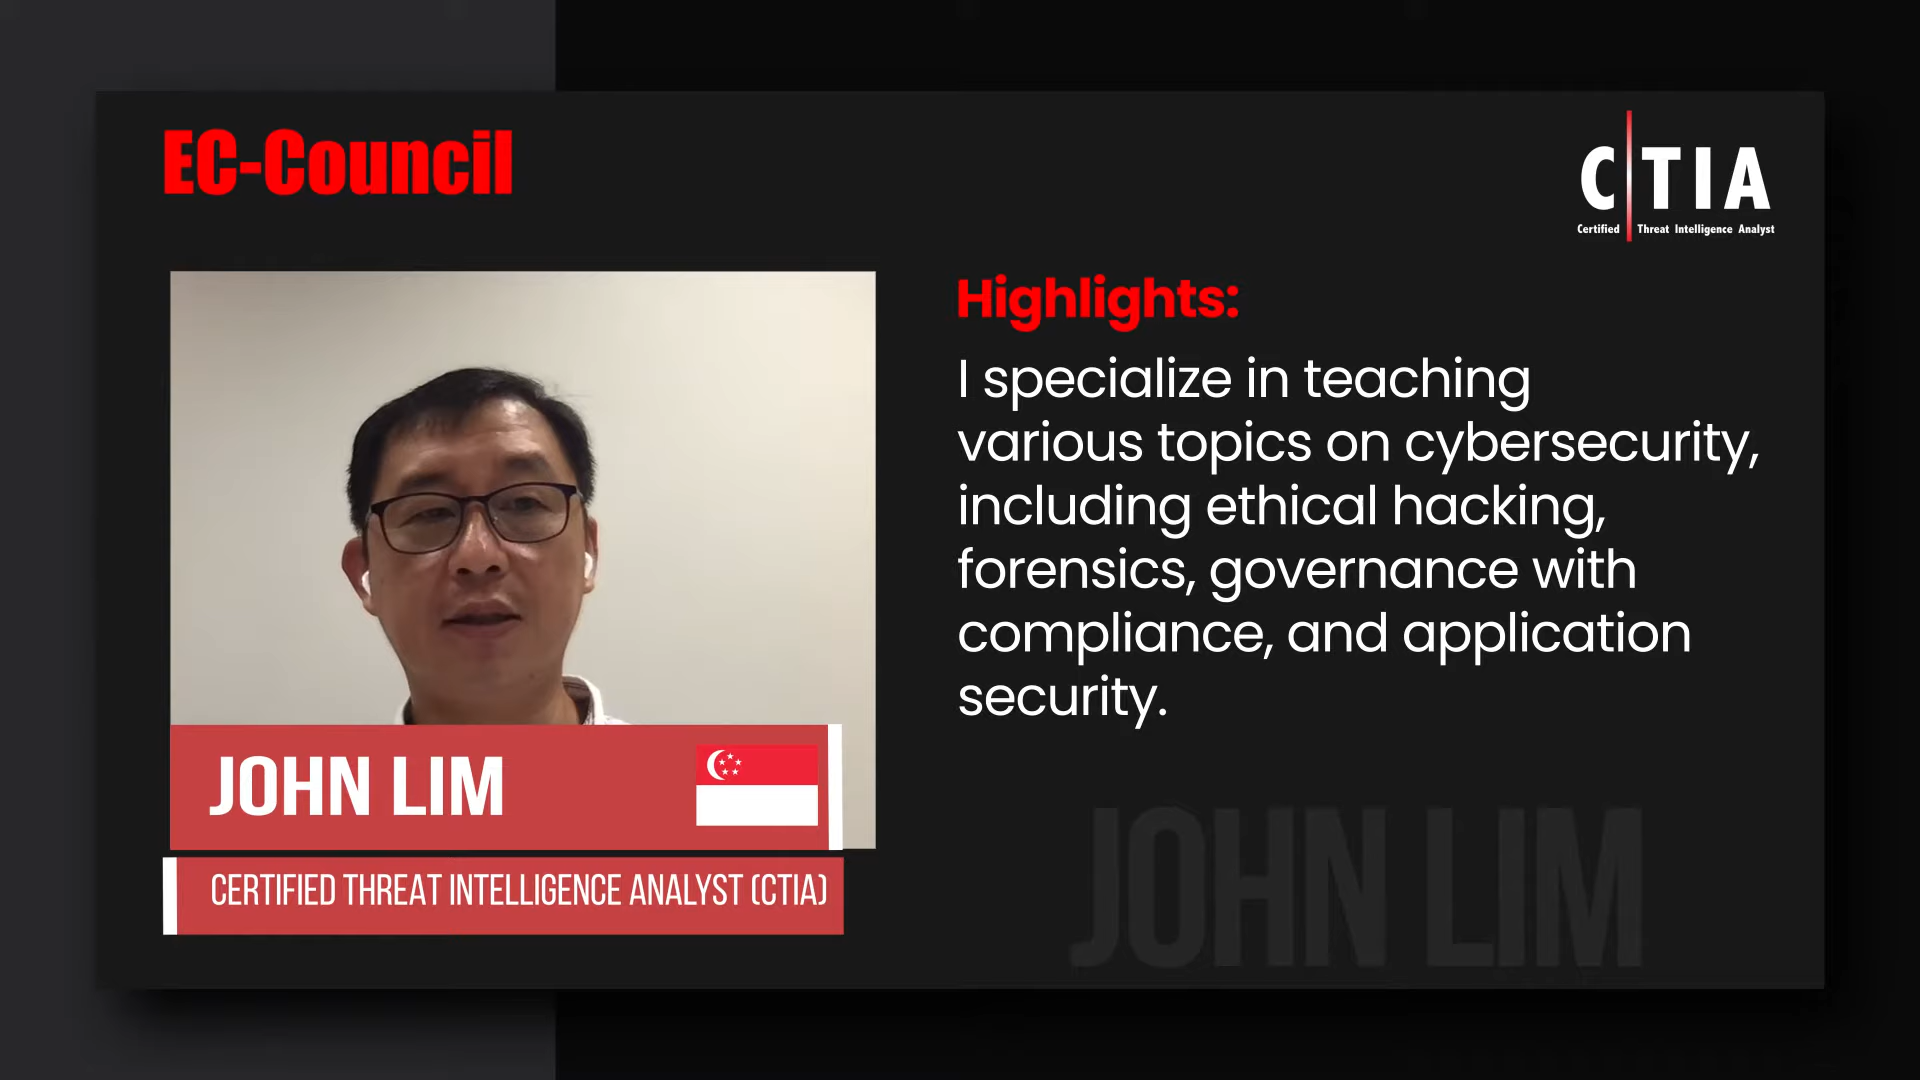 EC-Council
C|TIA
Certified Threat Intelligence Analyst
Highlights:
I specialize in teaching
various topics on cybersecurity,
including ethical hacking,
forensics, governance with
compliance, and application
security.
JOHN LIM
CERTIFIED THREAT INTELLIGENCE ANALYST (CTIA)
JOHN LIM